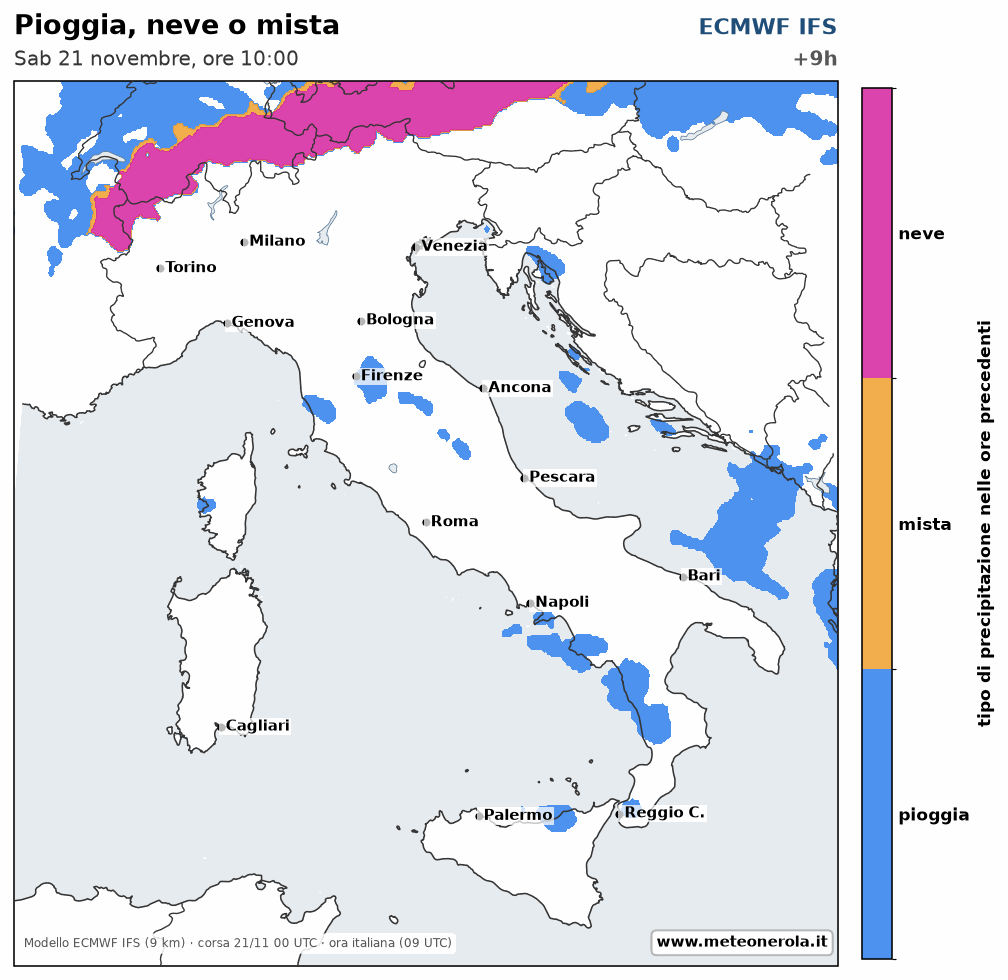 Pioggia, neve o mista
ECMWF IFS
Sab 21 novembre, ore 10:00
+9h
neve
Milano
Venezia
Torino
Genova
Bologna
Firenze
Ancona
Pescara
Roma
mista
Bari
Napoli
Cagliari
Palermo
Reggio C.
pioggia
tipo di precipitazione nelle ore precedenti
Modello ECMWF IFS (9 km) · corsa 21/11 00 UTC · ora italiana (09 UTC)
www.meteonerola.it